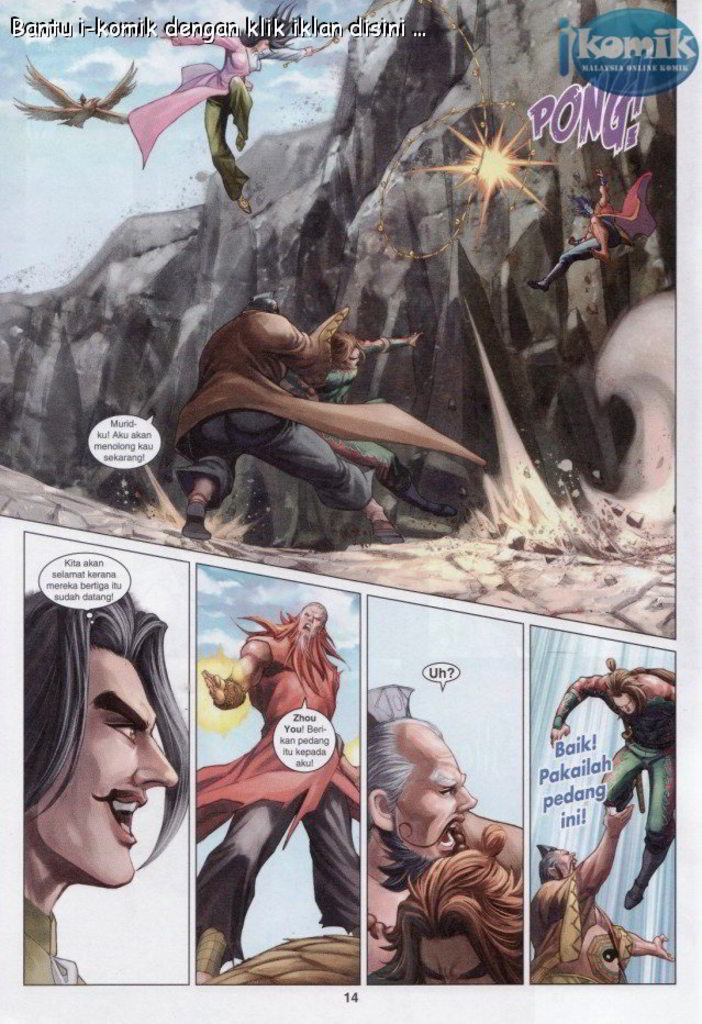 Bantu i-komik dengan klik iklan disini ...
ikomik
MALAYSIA ONLINE KOMIK
PONG!
Murid-
ku! Aku akan
menolong kau
sekarang!
Kita akan
selamat kerana
mereka bertiga itu
sudah datang!
Zhou
You! Beri-
kan pedang
itu kepada
aku!
Uh?
Baik!
Pakailah
pedang
ini!
14